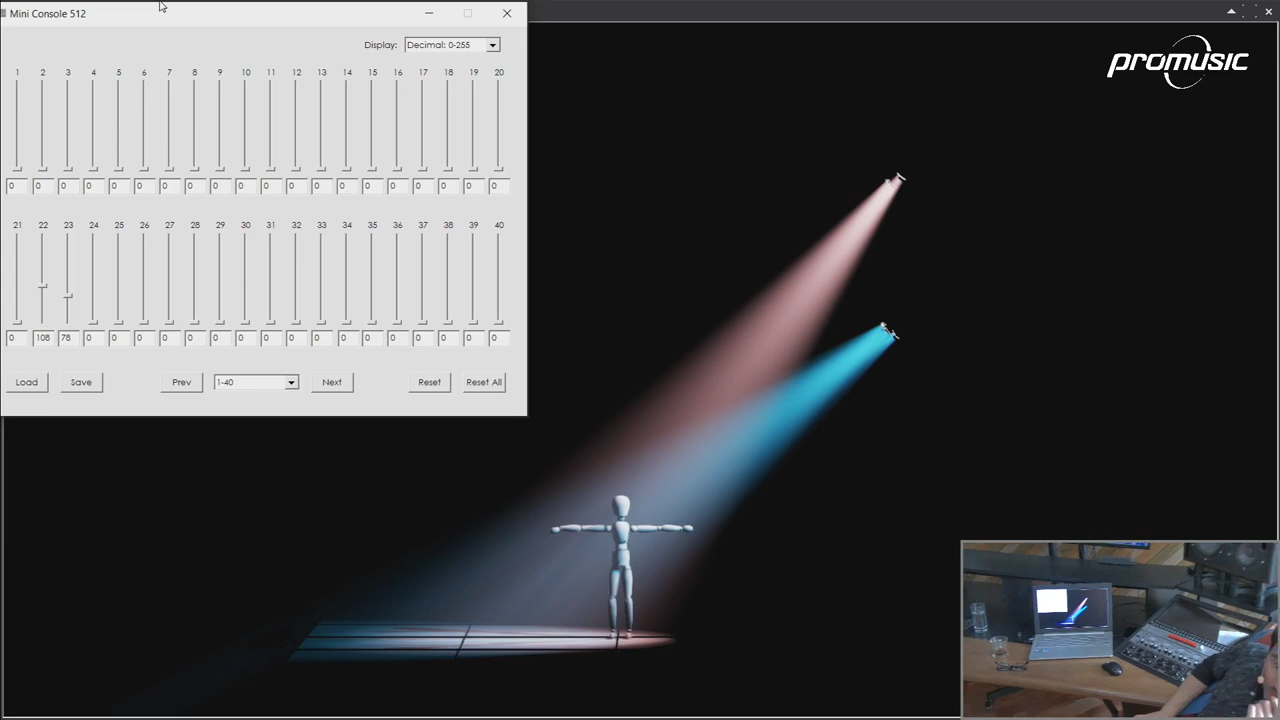 Mini Console 512
Display: Decimal: 0-255
1 2 3 4 5 6 7 8 9 10 11 12 13 14 15 16 17 18 19 20
0 0 0 0 0 0 0 0 0 0 0 0 0 0 0 0 0 0 0 0
21 22 23 24 25 26 27 28 29 30 31 32 33 34 35 36 37 38 39 40
0 108 78 0 0 0 0 0 0 0 0 0 0 0 0 0 0 0 0 0
Load Save Prev 1-40 Next Reset Reset All
promusic